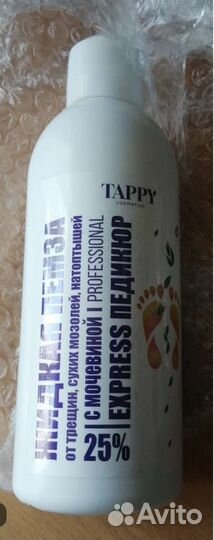 TAPPY
cosmetics
ЖИДКАЯ ПЕМЗА
от трещин, сухих мозолей, натоптышей
с мочевиной | PROFESSIONAL
EXPRESS ПЕДИКЮР
25%
Avito